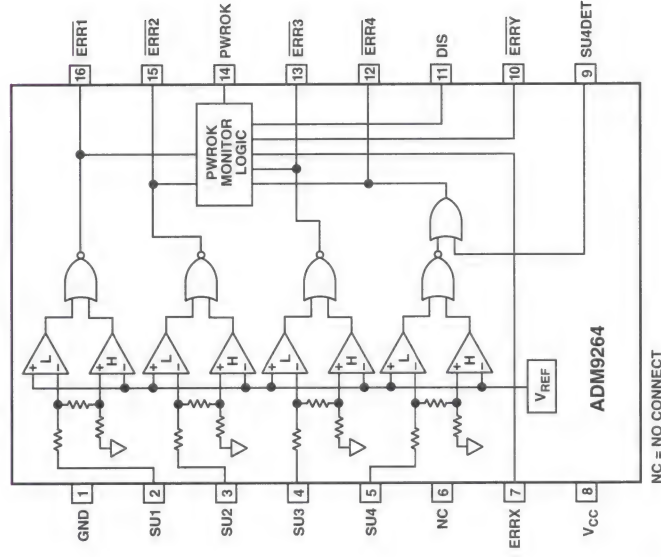 GND 1
SU1 2
SU2 3
SU3 4
SU4 5
NC 6
ERRX 7
VCC 8
16 ERR1
15 ERR2
14 PWROK
13 ERR3
12 ERR4
11 DIS
10 ERRY
9 SU4DET
PWROK
MONITOR
LOGIC
+ L –
+ H –
+ L –
+ H –
+ L –
+ H –
+ L –
+ H –
VREF
ADM9264
NC = NO CONNECT